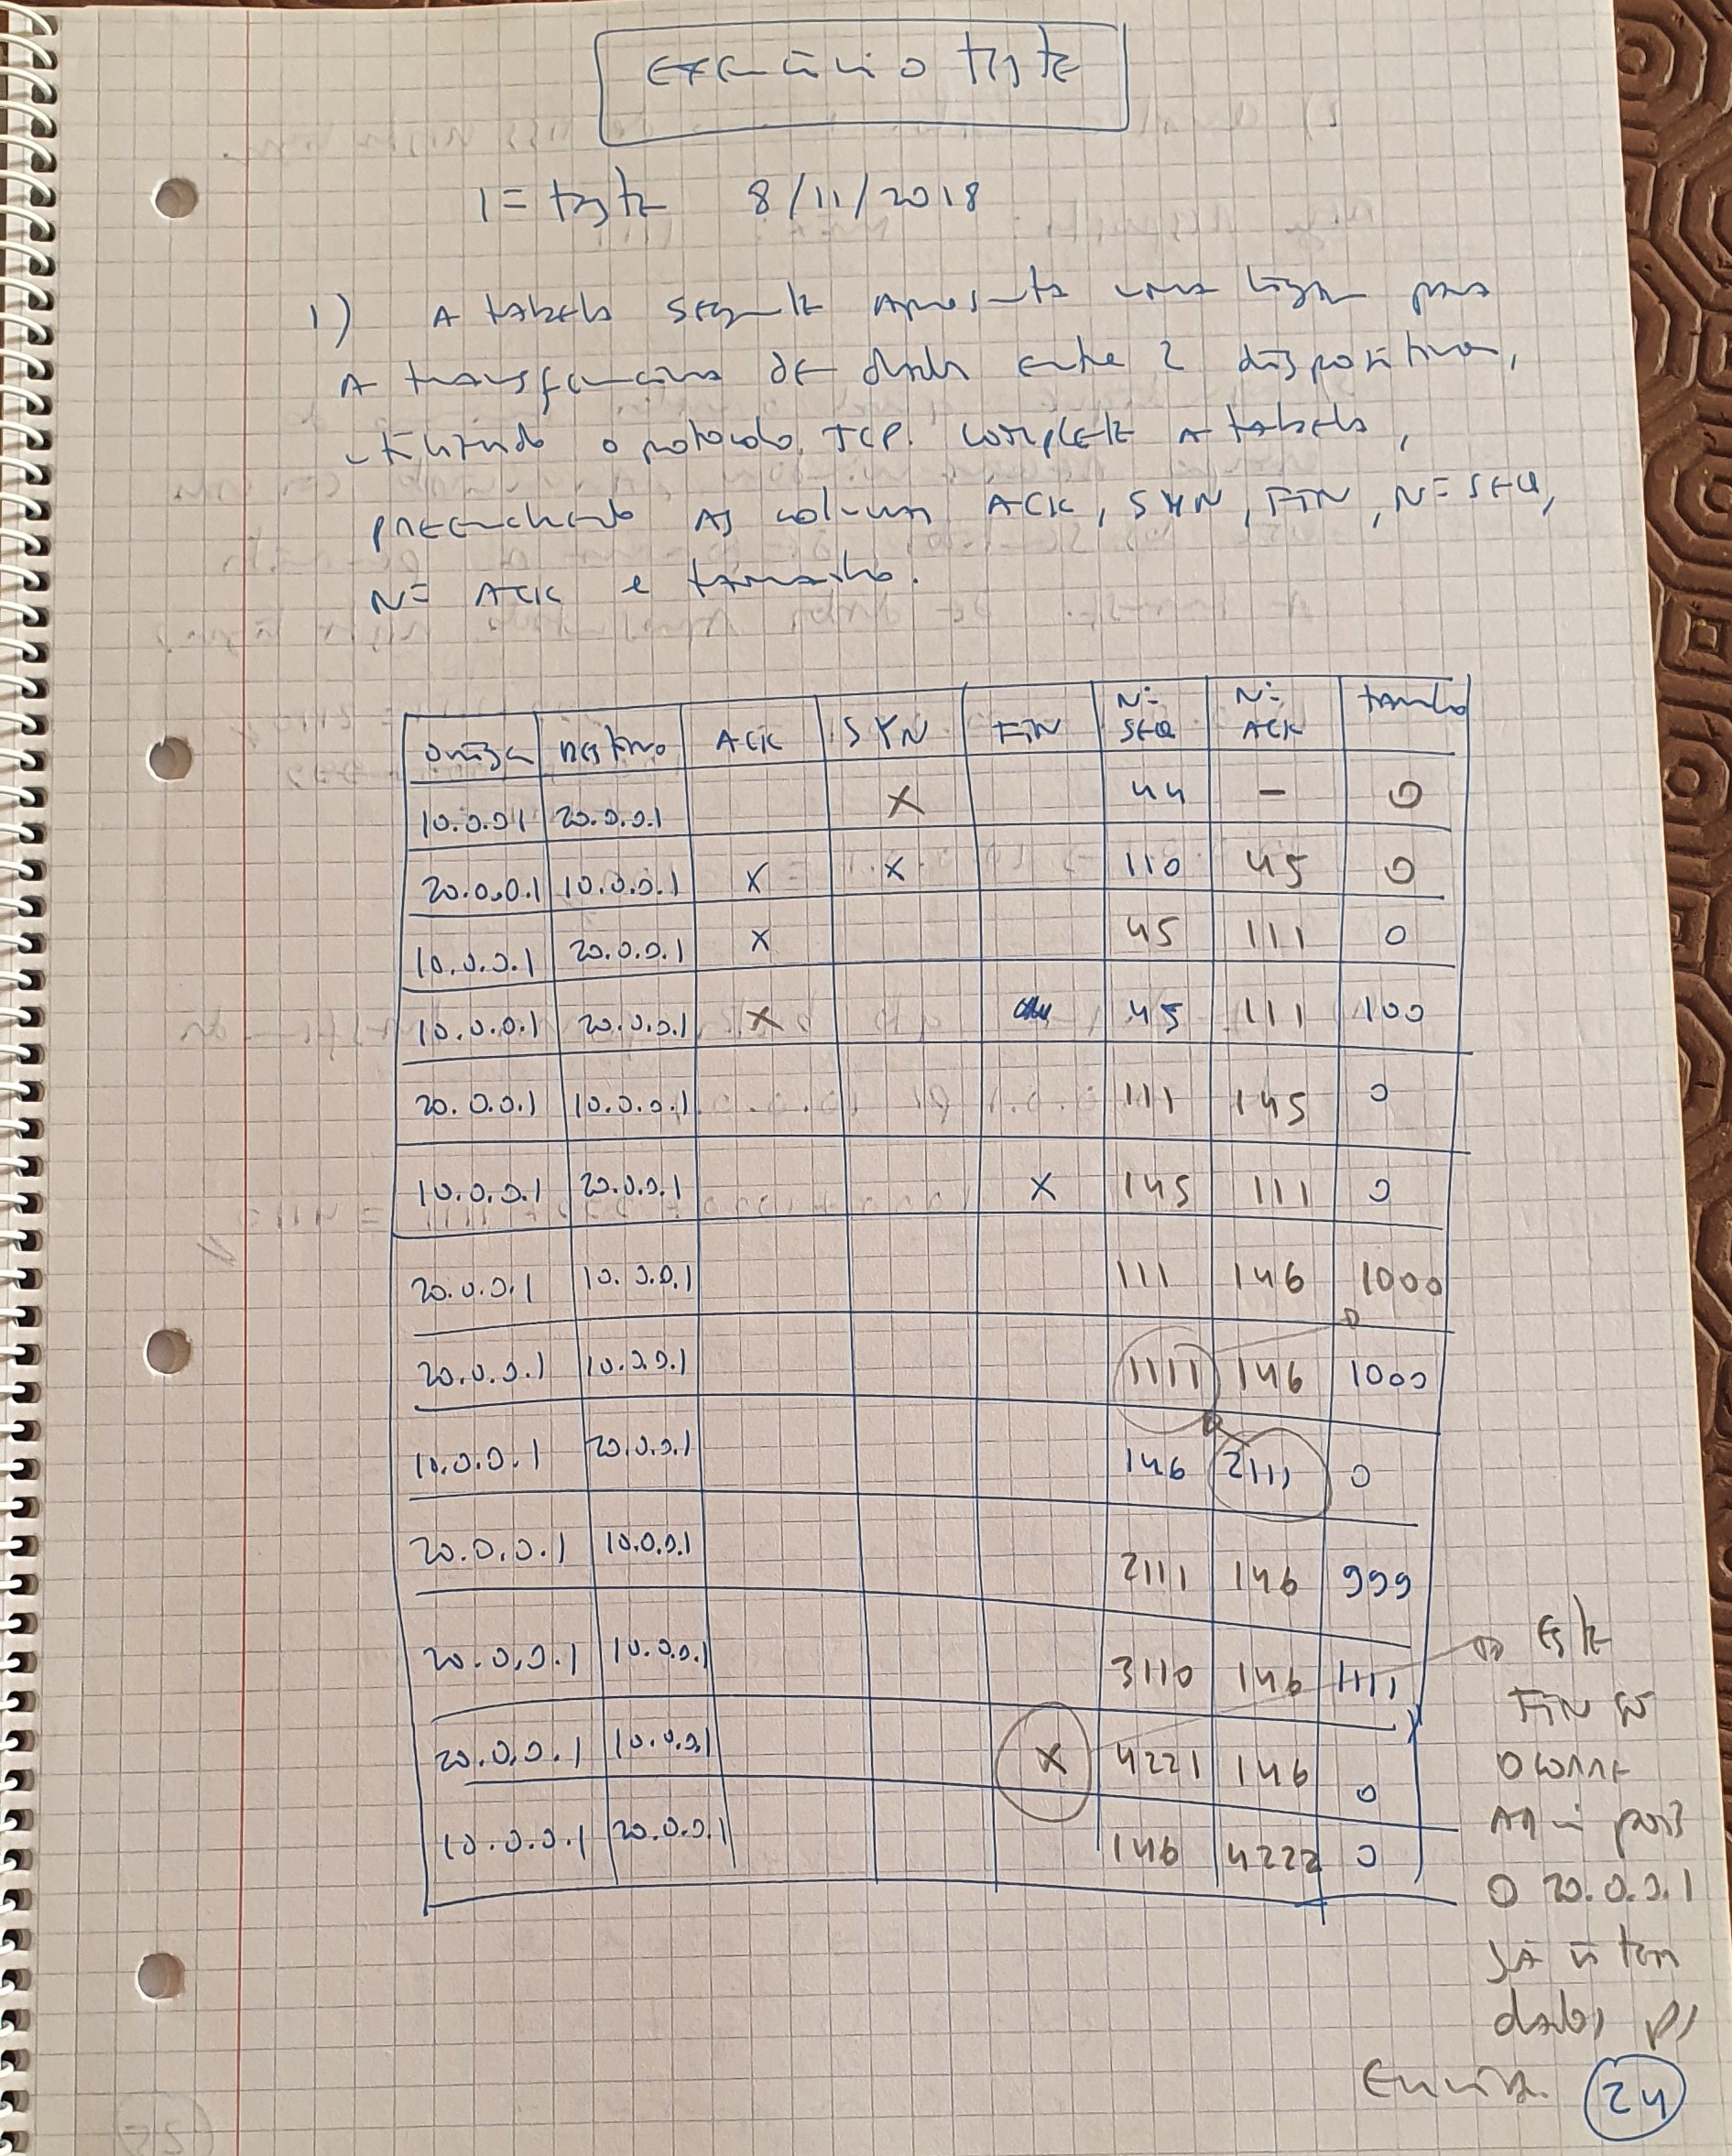 exercício teste
1º teste 8/11/2018
1) A tabela seguinte apresenta uma ligação para
A transferência de dados entre 2 dispositivos,
utilizando o protocolo TCP. Complete a tabela,
preenchendo as colunas ACK, SYN, FIN, Nº SEQ,
Nº ACK e tamanho.
origem destino ACK SYN FIN Nº SEQ Nº ACK tamanho
10.0.0.1 20.0.0.1 X 44 - 0
20.0.0.1 10.0.0.1 X X 110 45 0
10.0.0.1 20.0.0.1 X 45 111 0
10.0.0.1 20.0.0.1 X 45 111 100
20.0.0.1 10.0.0.1 111 145 0
10.0.0.1 20.0.0.1 X 145 111 0
20.0.0.1 10.0.0.1 111 146 1000
20.0.0.1 10.0.0.1 1111 146 1000
10.0.0.1 20.0.0.1 146 2111 0
20.0.0.1 10.0.0.1 2111 146 999
20.0.0.1 10.0.0.1 3110 146 1111
20.0.0.1 10.0.0.1 X 4221 146 0
10.0.0.1 20.0.0.1 146 4222 0
Este
FIN só
ocorre
aqui pois
O 20.0.0.1
já ñ tem
dados p/
enviar
24